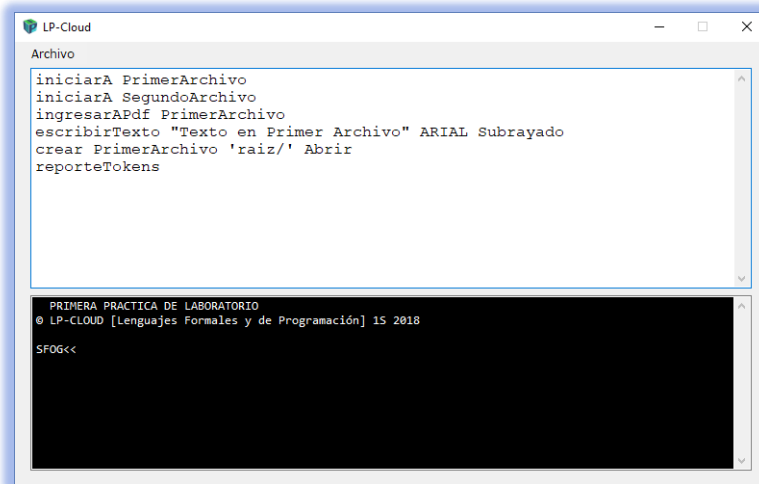 LP-Cloud
Archivo
iniciarA PrimerArchivo
iniciarA SegundoArchivo
ingresarAPdf PrimerArchivo
escribirTexto "Texto en Primer Archivo" ARIAL Subrayado
crear PrimerArchivo 'raiz/' Abrir
reporteTokens
PRIMERA PRACTICA DE LABORATORIO
© LP-CLOUD [Lenguajes Formales y de Programación] 1S 2018
SFOG<<